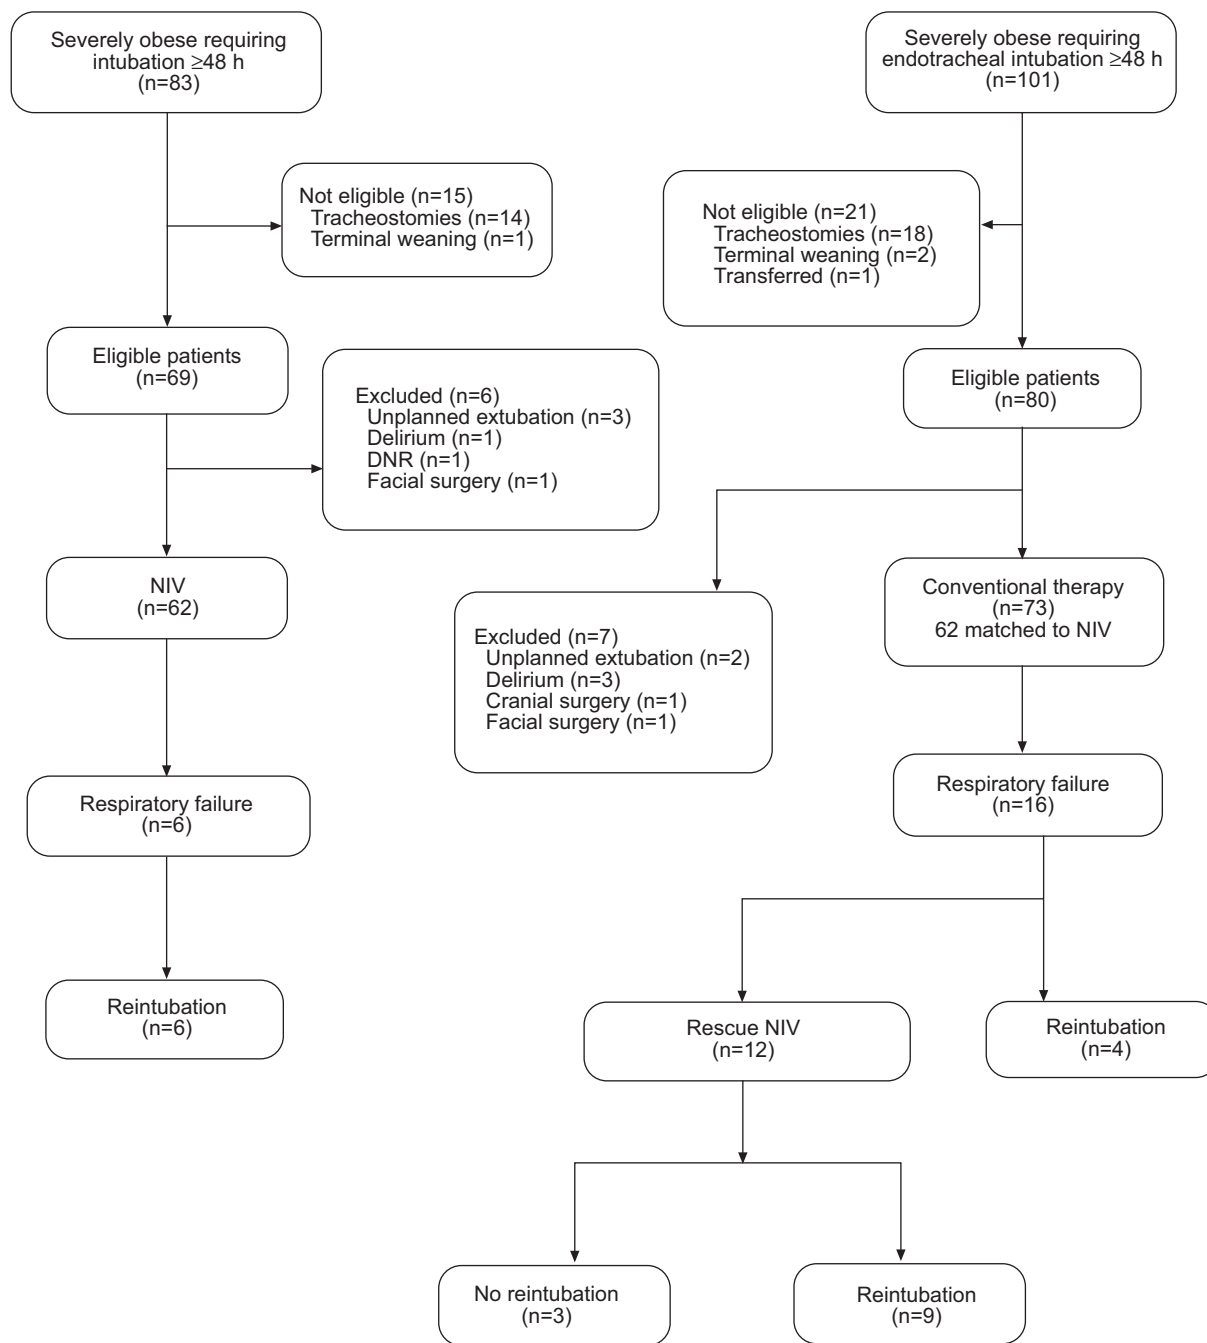 Severely obese requiring
intubation ≥48 h
(n=83)
Not eligible (n=15)
Tracheostomies (n=14)
Terminal weaning (n=1)
Eligible patients
(n=69)
Excluded (n=6)
Unplanned extubation (n=3)
Delirium (n=1)
DNR (n=1)
Facial surgery (n=1)
NIV
(n=62)
Respiratory failure
(n=6)
Reintubation
(n=6)
Severely obese requiring
endotracheal intubation ≥48 h
(n=101)
Not eligible (n=21)
Tracheostomies (n=18)
Terminal weaning (n=2)
Transferred (n=1)
Eligible patients
(n=80)
Excluded (n=7)
Unplanned extubation (n=2)
Delirium (n=3)
Cranial surgery (n=1)
Facial surgery (n=1)
Conventional therapy
(n=73)
62 matched to NIV
Respiratory failure
(n=16)
Rescue NIV
(n=12)
Reintubation
(n=4)
No reintubation
(n=3)
Reintubation
(n=9)